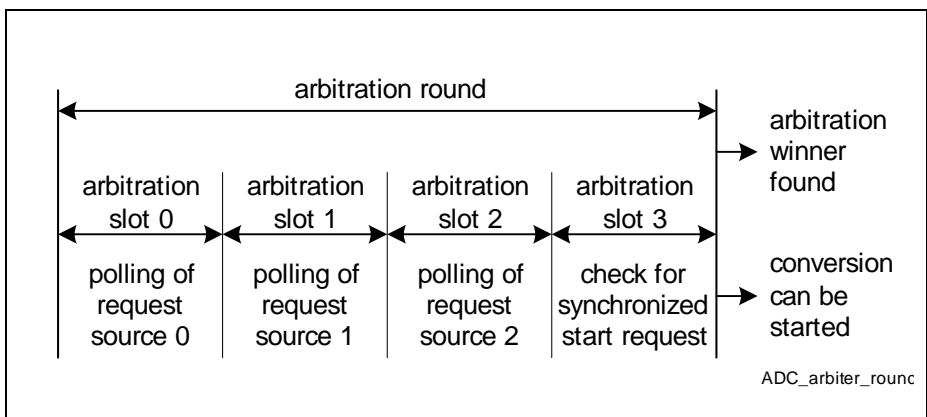 arbitration round
arbitration
winner
found
arbitration
slot 0
arbitration
slot 1
arbitration
slot 2
arbitration
slot 3
polling of
request
source 0
polling of
request
source 1
polling of
request
source 2
check for
synchronized
start request
conversion
can be
started
ADC_arbiter_round